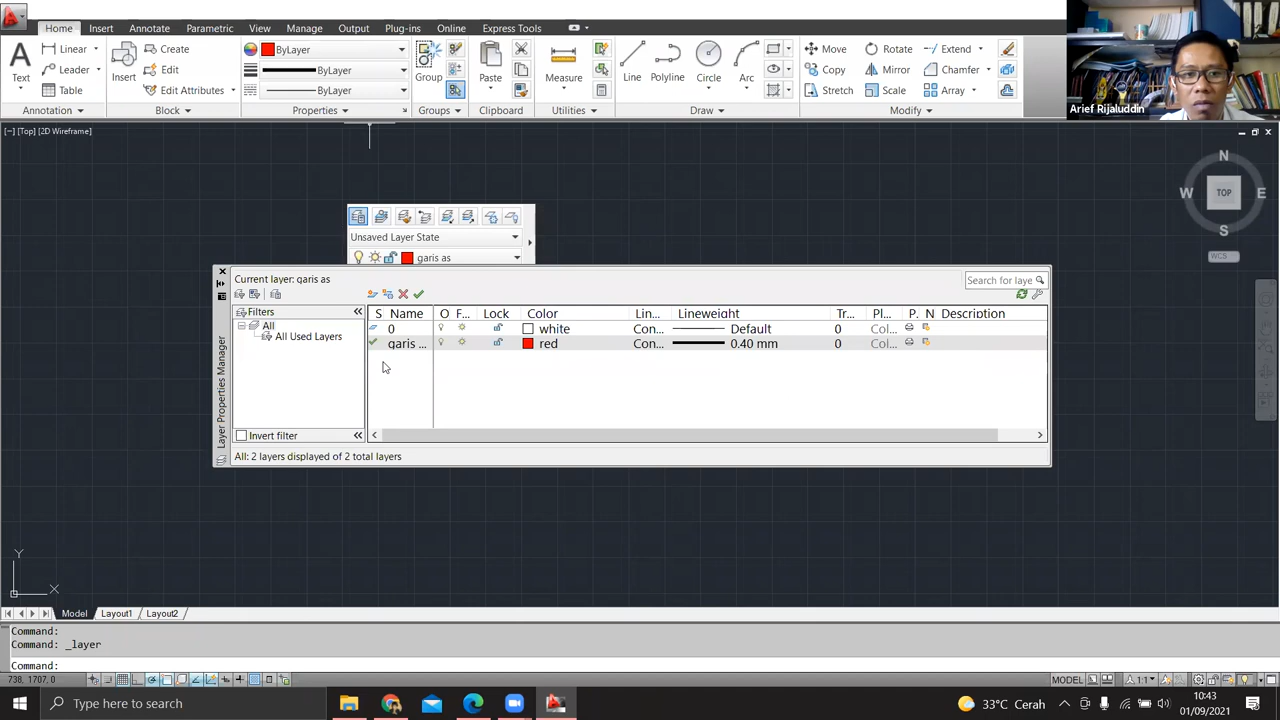 Home Insert Annotate Parametric View Manage Output Plug-ins Online Express Tools
Linear Create ByLayer Move Rotate Extend
Leader Edit ByLayer Copy Mirror Chamfer
Text Table Insert Edit Attributes ByLayer Group Paste Measure Line Polyline Circle Arc Stretch Scale Array
Annotation Block Properties Groups Clipboard Utilities Draw Modify
Arief Rijaluddin
[−] [Top] [2D Wireframe]
N
W TOP E
S
WCS
Unsaved Layer State
garis as
Current layer: garis as
Search for laye
Filters
All
All Used Layers
S Name O F... Lock Color Lin... Lineweight Tr... Pl... P. N Description
0 white Con... Default 0 Col...
garis ... red Con... 0.40 mm 0 Col...
Invert filter
All: 2 layers displayed of 2 total layers
Layer Properties Manager
Y
X
Model Layout1 Layout2
Command:
Command: _layer
Command:
738, 1707, 0 MODEL 1:1
Type here to search
33°C Cerah
10:43
01/09/2021